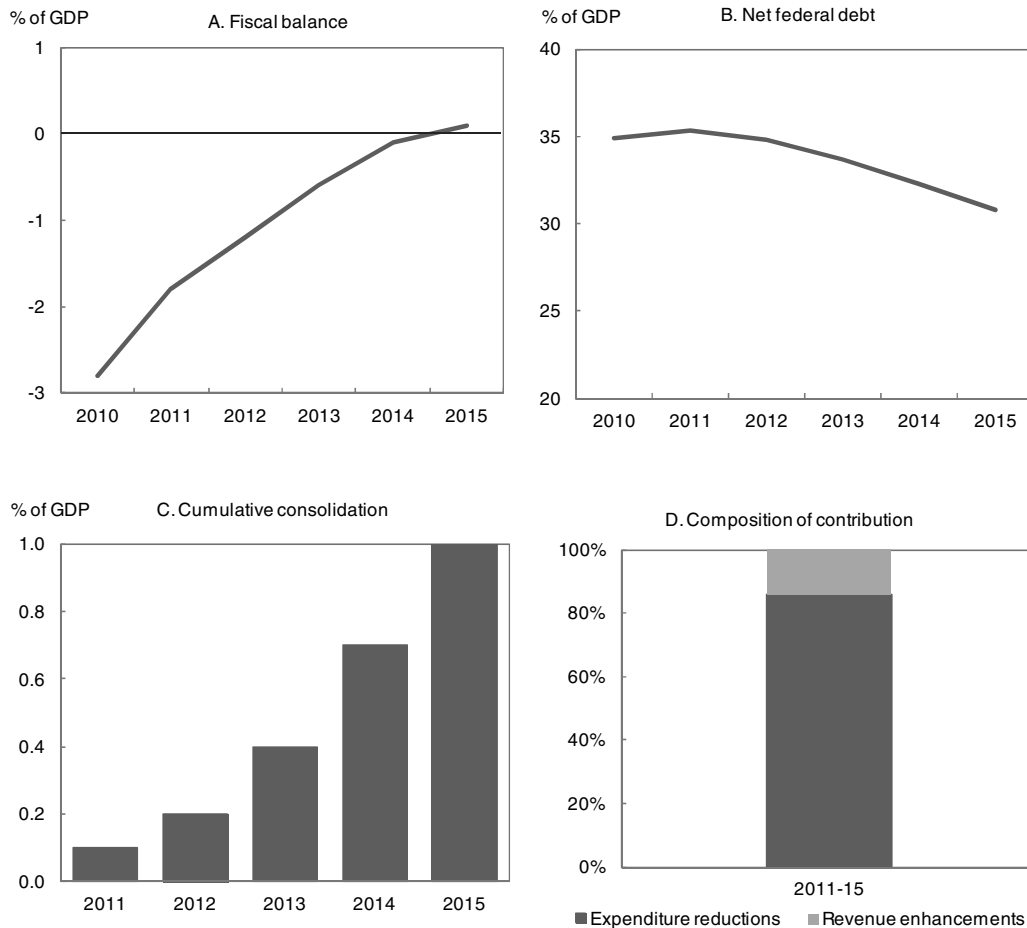 % of GDP
A. Fiscal balance
1
0
-1
-2
-3
2010 2011 2012 2013 2014 2015
% of GDP
B. Net federal debt
40
35
30
25
20
2010 2011 2012 2013 2014 2015
% of GDP
C. Cumulative consolidation
1.0
0.8
0.6
0.4
0.2
0.0
2011 2012 2013 2014 2015
D. Composition of contribution
100%
80%
60%
40%
20%
0%
2011-15
Expenditure reductions Revenue enhancements